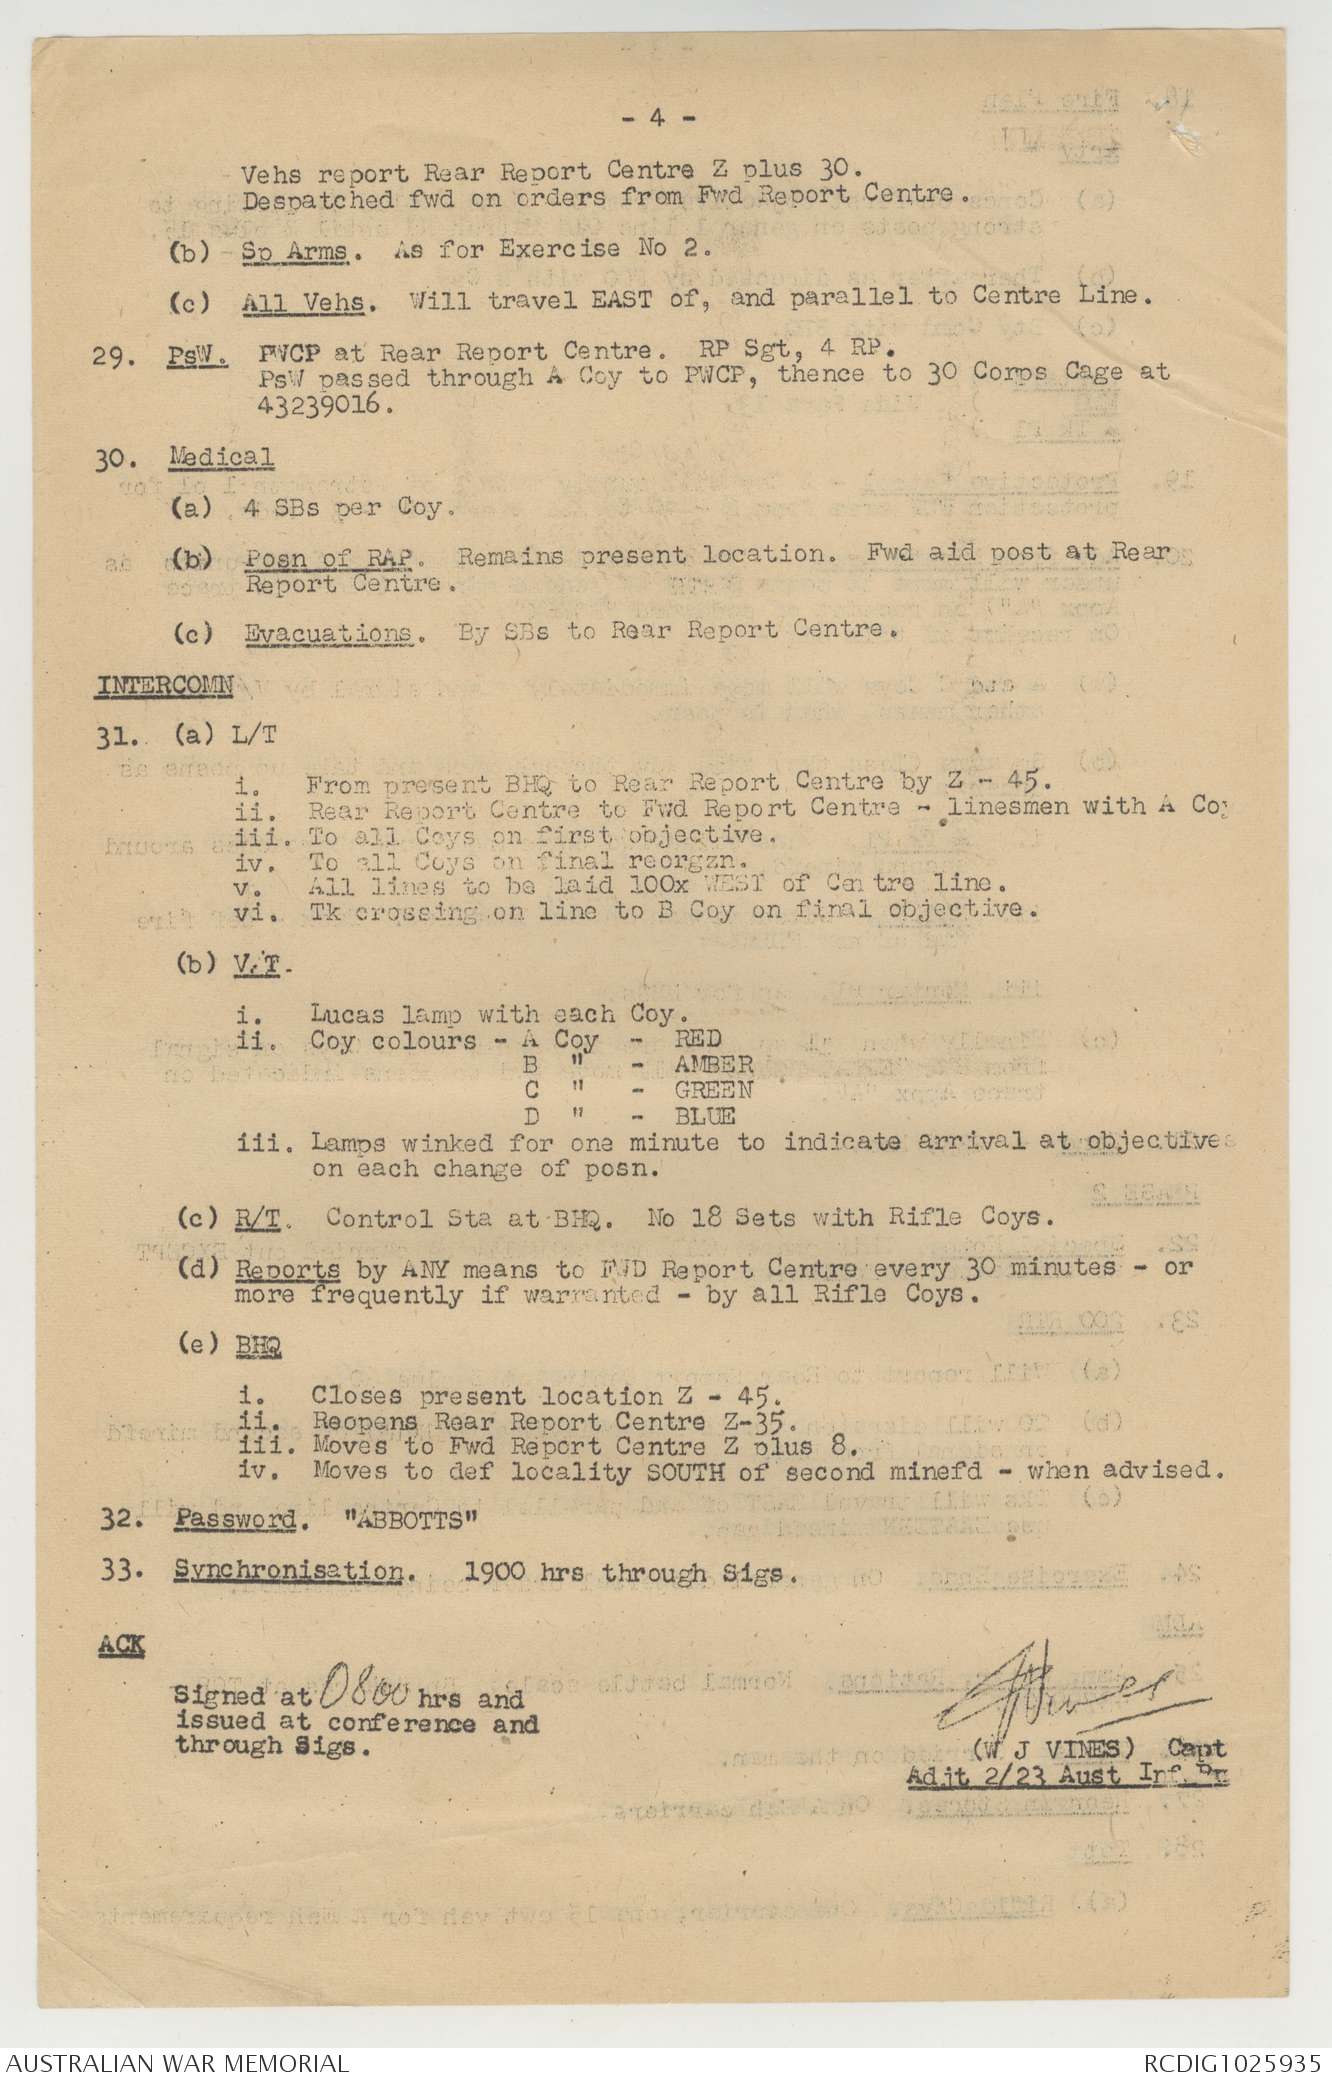 - 4 -
Vehs report Rear Report Centre Z plus 30.
Despatched fwd on orders from Fwd Report Centre.
(b) Sp Arms. As for Exercise No 2.
(c) All Vehs. Will travel EAST of, and parallel to Centre Line.
29. PsW. PWCP at Rear Report Centre. RP Sgt, 4 RP.
PsW passed through A Coy to PWCP, thence to 30 Corps Cage at
43239016.
30. Medical
(a) 4 SBs per Coy.
(b) Posn of RAP. Remains present location. Fwd aid post at Rear
Report Centre.
(c) Evacuations. By SBs to Rear Report Centre.
INTERCOMN
31. (a) L/T
i. From present BHQ to Rear Report Centre by Z - 45.
ii. Rear Report Centre to Fwd Report Centre - linesmen with A Coy
iii. To all Coys on first objective.
iv. To all Coys on final reorgzn.
v. All lines to be laid 100x WEST of Centre line.
vi. Tk crossing on line to B Coy on final objective.
(b) V/T.
i. Lucas lamp with each Coy.
ii. Coy colours - A Coy - RED
B " - AMBER
C " - GREEN
D " - BLUE
iii. Lamps winked for one minute to indicate arrival at objectives
on each change of posn.
(c) R/T. Control Sta at BHQ. No 18 Sets with Rifle Coys.
(d) Reports by ANY means to FWD Report Centre every 30 minutes - or
more frequently if warranted - by all Rifle Coys.
(e) BHQ
i. Closes present location Z - 45.
ii. Reopens Rear Report Centre Z-35.
iii. Moves to Fwd Report Centre Z plus 8.
iv. Moves to def locality SOUTH of second minefd - when advised.
32. Password. "ABBOTTS"
33. Synchronisation. 1900 hrs through Sigs.
ACK
Signed at 0800 hrs and
issued at conference and
through Sigs.
(W J VINES) Capt
Adjt 2/23 Aust Inf Bn
AUSTRALIAN WAR MEMORIAL
RCDIG1025935